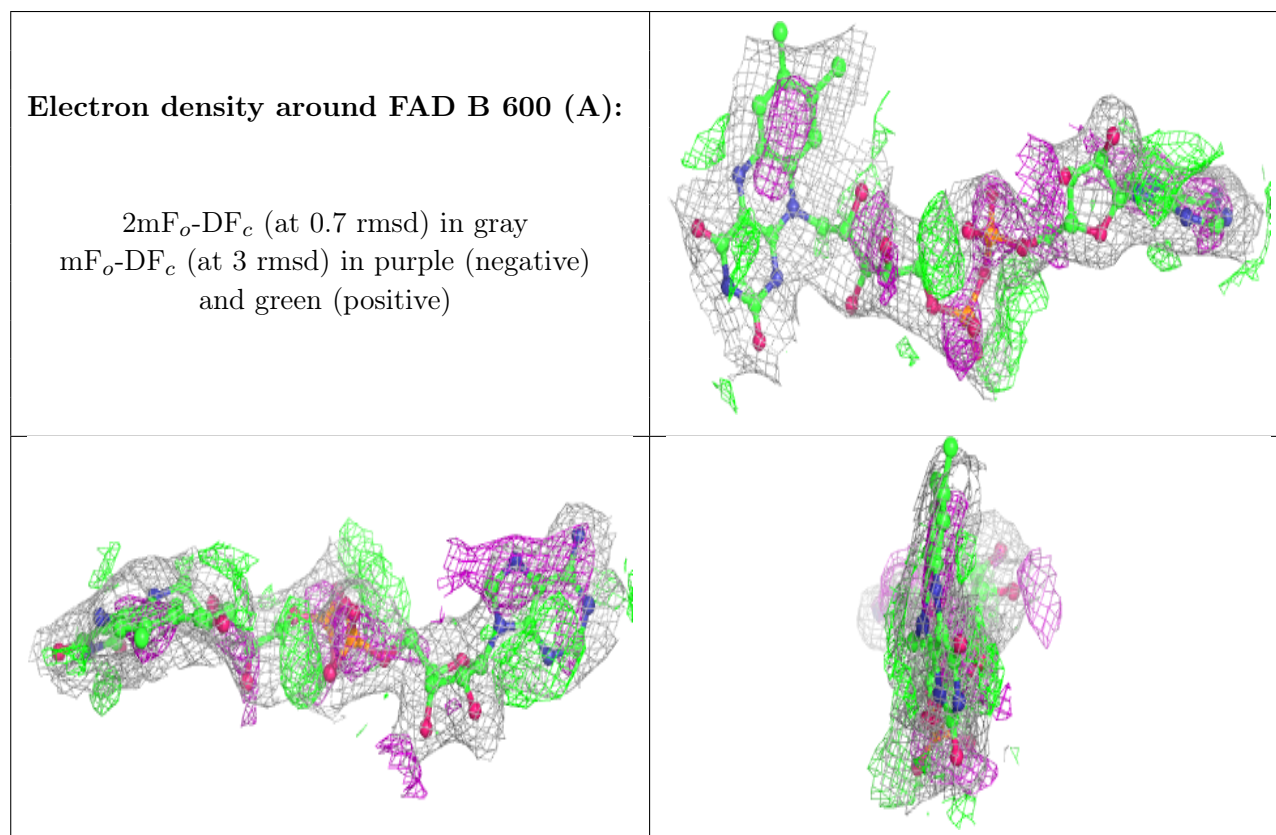 Electron density around FAD B 600 (A):
2mFo-DFc (at 0.7 rmsd) in gray
mFo-DFc (at 3 rmsd) in purple (negative)
and green (positive)